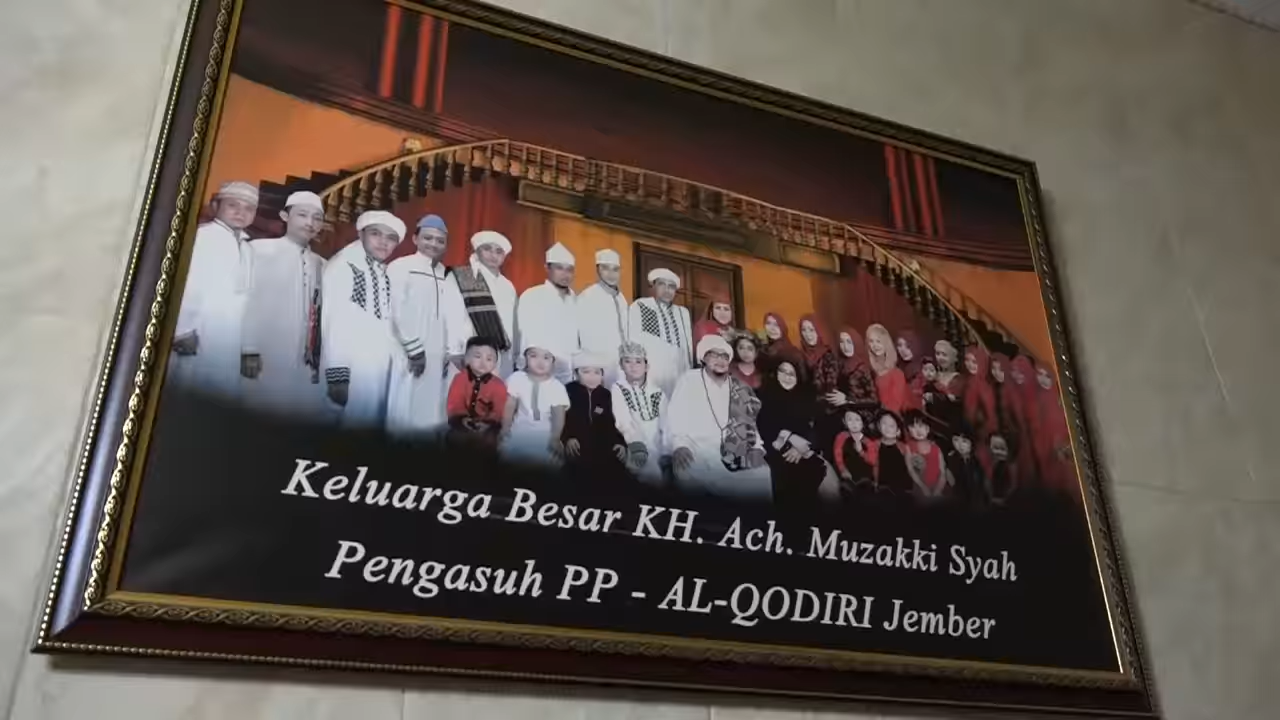 Keluarga Besar KH. Ach. Muzakki Syah
Pengasuh PP - AL-QODIRI Jember